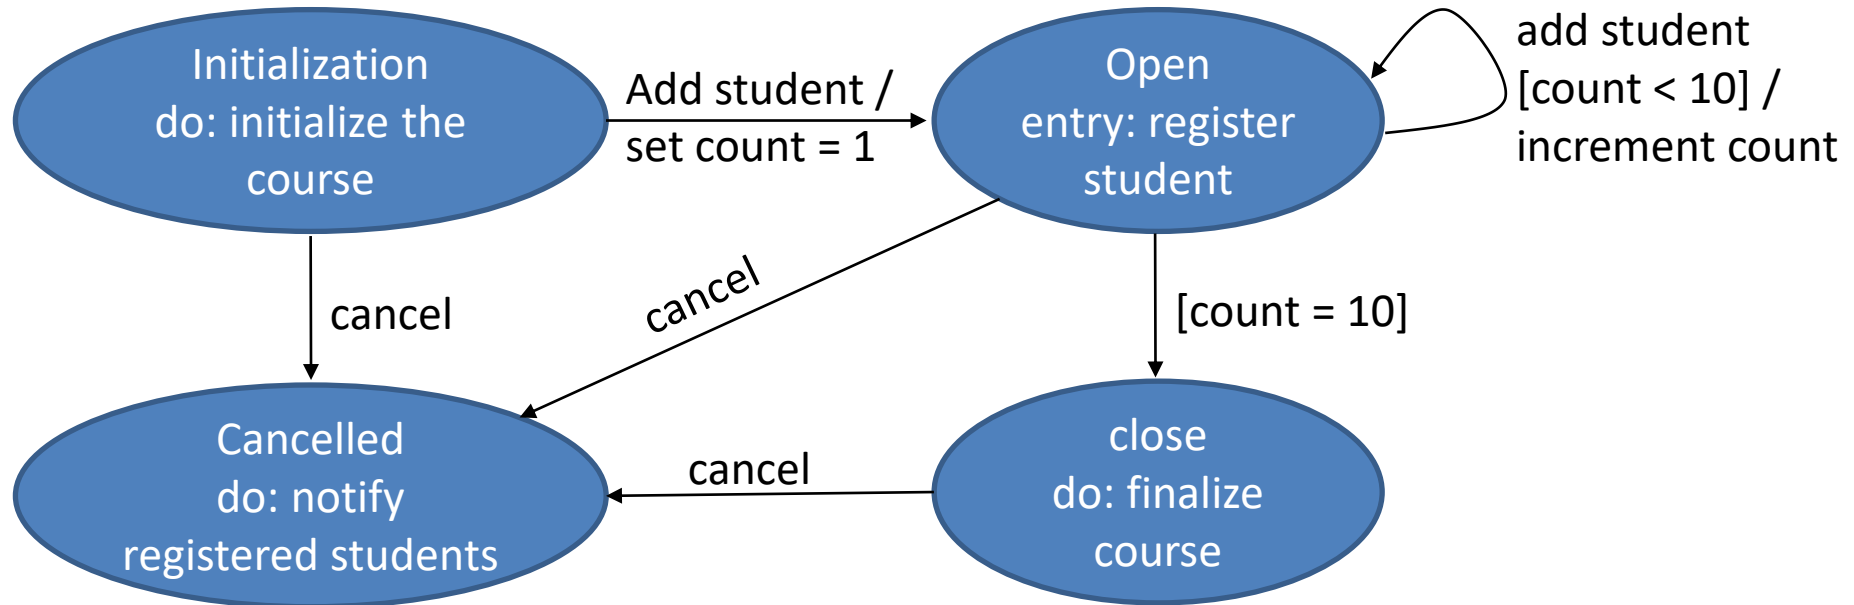 Initialization
do: initialize the
course
Add student /
set count = 1
Open
entry: register
student
add student
[count < 10] /
increment count
cancel
cancel
[count = 10]
Cancelled
do: notify
registered students
cancel
close
do: finalize
course